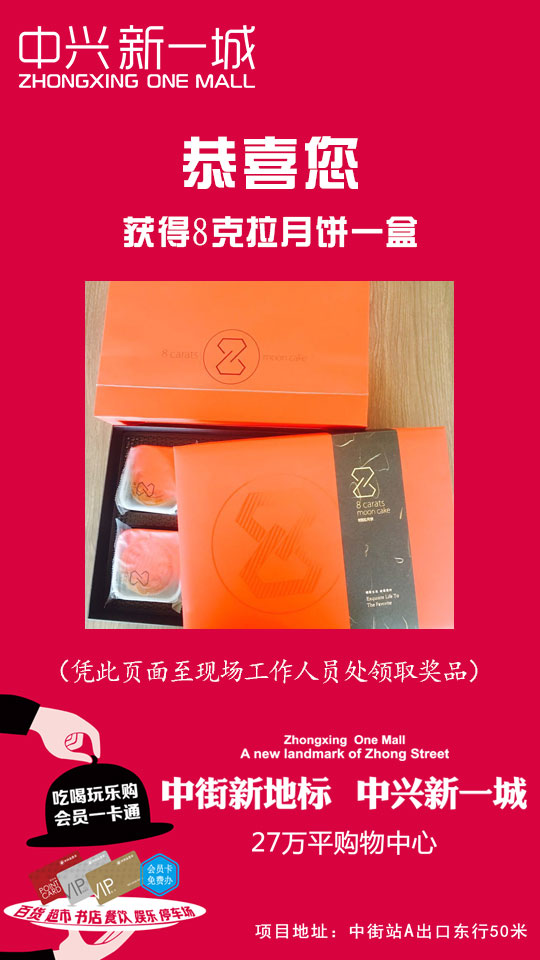 中兴新一城
ZHONGXING ONE MALL
恭喜您
获得8克拉月饼一盒
8 carats
moon cake
8 carats
moon cake
Exquisite Life To
The Favorite
（凭此页面至现场工作人员处领取奖品）
Zhongxing One Mall
A new landmark of Zhong Street
中街新地标 中兴新一城
27万平购物中心
吃喝玩乐购
会员一卡通
POINT
CARD
VIP
VIP
会员卡
免费办
百货 超市 书店 餐饮 娱乐 停车场
项目地址：中街站A出口东行50米